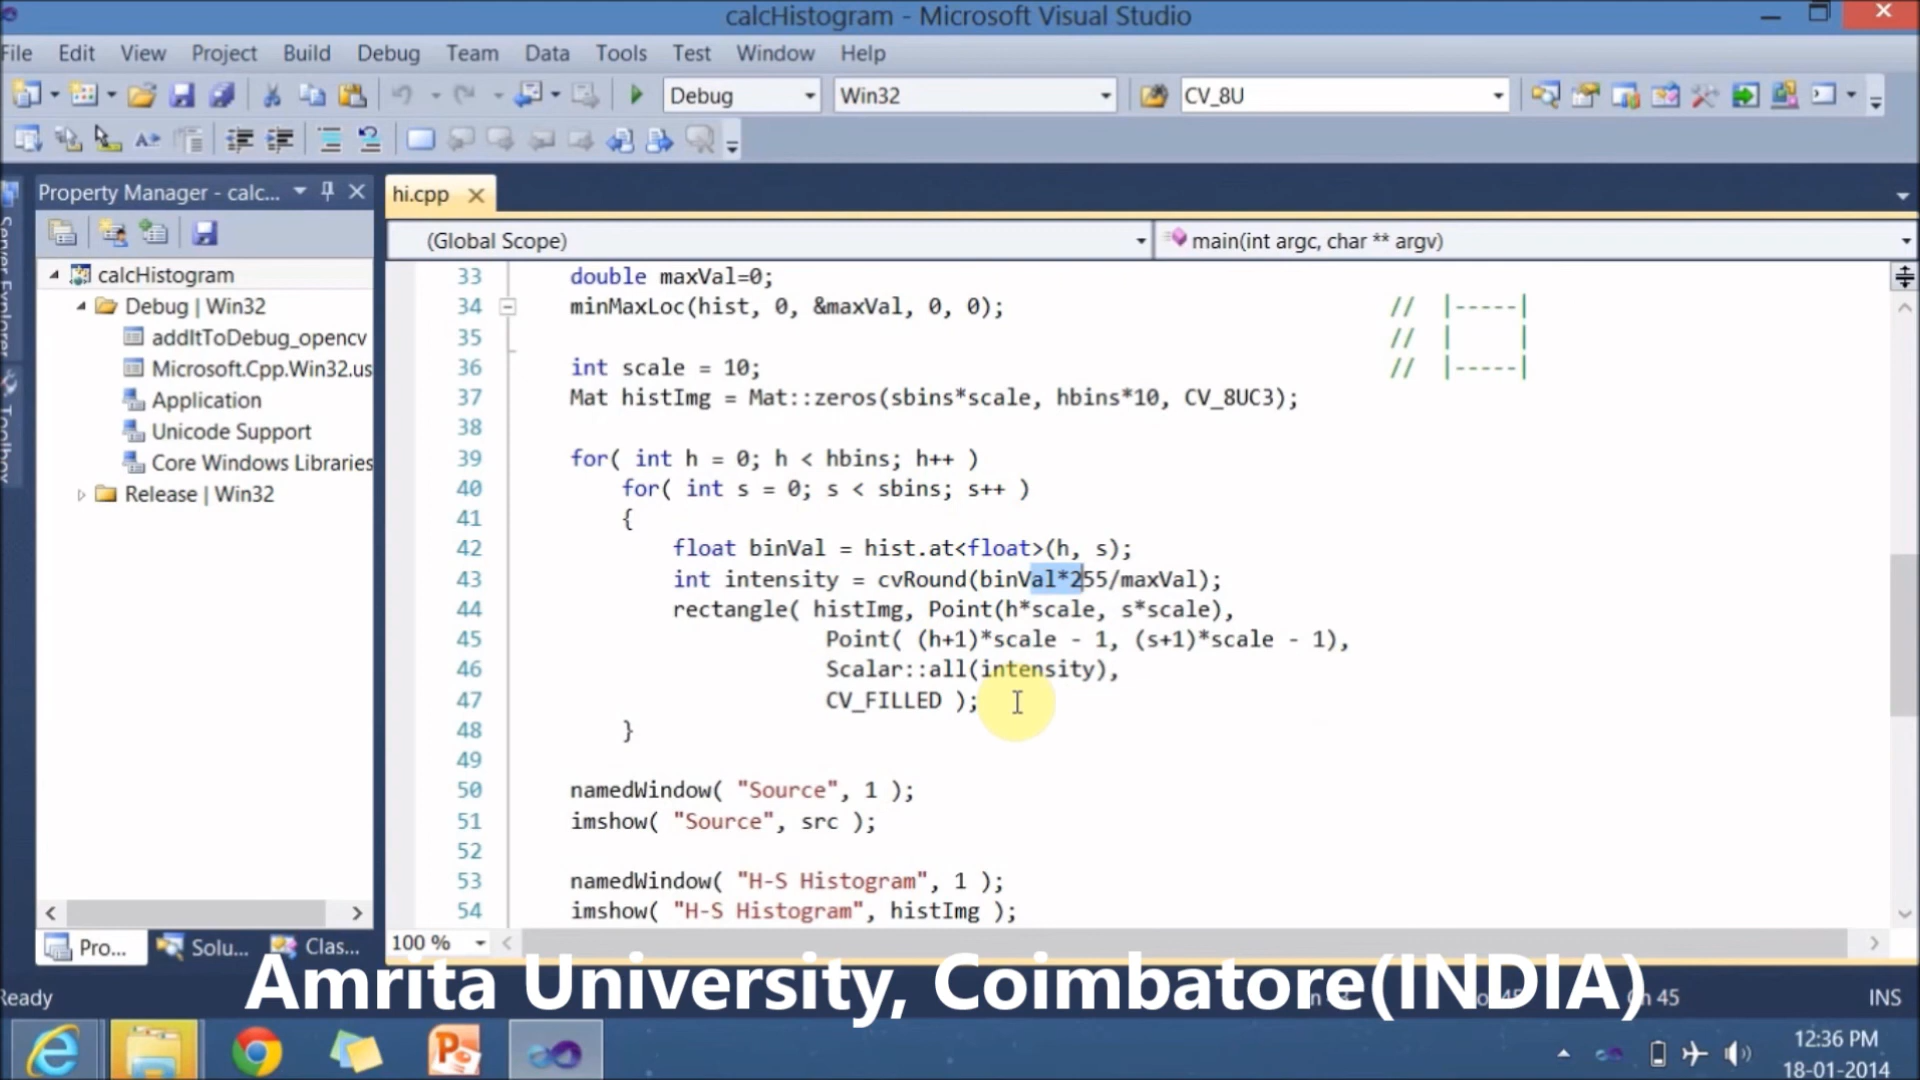 calcHistogram - Microsoft Visual Studio
File Edit View Project Build Debug Team Data Tools Test Window Help
Debug Win32 CV_8U
Server Explorer
Toolbox
Property Manager - calc...
hi.cpp
(Global Scope) main(int argc, char ** argv)
calcHistogram
Debug | Win32
addItToDebug_opencv
Microsoft.Cpp.Win32.us
Application
Unicode Support
Core Windows Libraries
Release | Win32
33 double maxVal=0;
34 minMaxLoc(hist, 0, &maxVal, 0, 0); // |-----|
35 // | |
36 int scale = 10; // |-----|
37 Mat histImg = Mat::zeros(sbins*scale, hbins*10, CV_8UC3);
38
39 for( int h = 0; h < hbins; h++ )
40 for( int s = 0; s < sbins; s++ )
41 {
42 float binVal = hist.at<float>(h, s);
43 int intensity = cvRound(binVal*255/maxVal);
44 rectangle( histImg, Point(h*scale, s*scale),
45 Point( (h+1)*scale - 1, (s+1)*scale - 1),
46 Scalar::all(intensity),
47 CV_FILLED );
48 }
49
50 namedWindow( "Source", 1 );
51 imshow( "Source", src );
52
53 namedWindow( "H-S Histogram", 1 );
54 imshow( "H-S Histogram", histImg );
100 %
Pro... Solu... Clas...
Amrita University, Coimbatore(INDIA)
Ready 45 INS
12:36 PM
18-01-2014